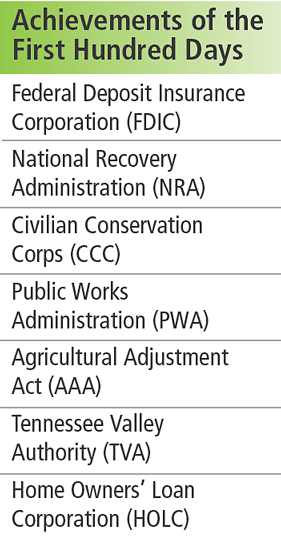 Achievements of the
First Hundred Days
Federal Deposit Insurance
Corporation (FDIC)
National Recovery
Administration (NRA)
Civilian Conservation
Corps (CCC)
Public Works
Administration (PWA)
Agricultural Adjustment
Act (AAA)
Tennessee Valley
Authority (TVA)
Home Owners’ Loan
Corporation (HOLC)